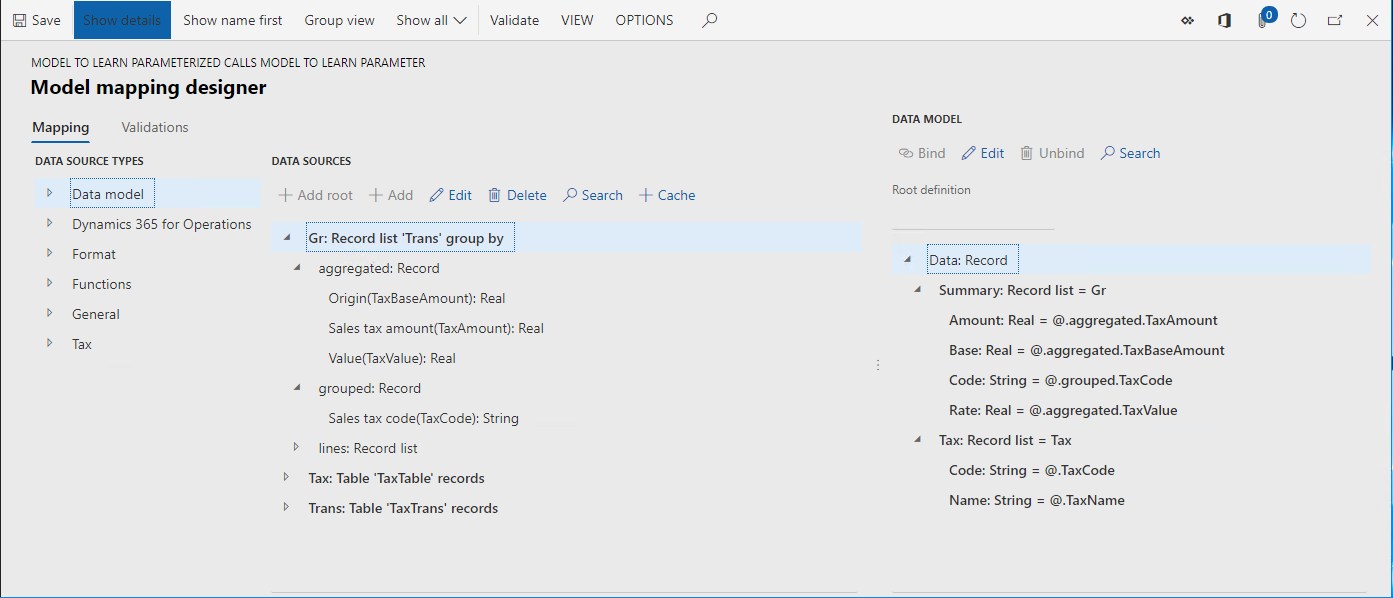 Save Show details Show name first Group view Show all Validate VIEW OPTIONS 0
MODEL TO LEARN PARAMETERIZED CALLS MODEL TO LEARN PARAMETER
Model mapping designer
Mapping Validations
DATA SOURCE TYPES
Data model
Dynamics 365 for Operations
Format
Functions
General
Tax
DATA SOURCES
Add root Add Edit Delete Search Cache
Gr: Record list 'Trans' group by
aggregated: Record
Origin(TaxBaseAmount): Real
Sales tax amount(TaxAmount): Real
Value(TaxValue): Real
grouped: Record
Sales tax code(TaxCode): String
lines: Record list
Tax: Table 'TaxTable' records
Trans: Table 'TaxTrans' records
DATA MODEL
Bind Edit Unbind Search
Root definition
Data: Record
Summary: Record list = Gr
Amount: Real = @.aggregated.TaxAmount
Base: Real = @.aggregated.TaxBaseAmount
Code: String = @.grouped.TaxCode
Rate: Real = @.aggregated.TaxValue
Tax: Record list = Tax
Code: String = @.TaxCode
Name: String = @.TaxName